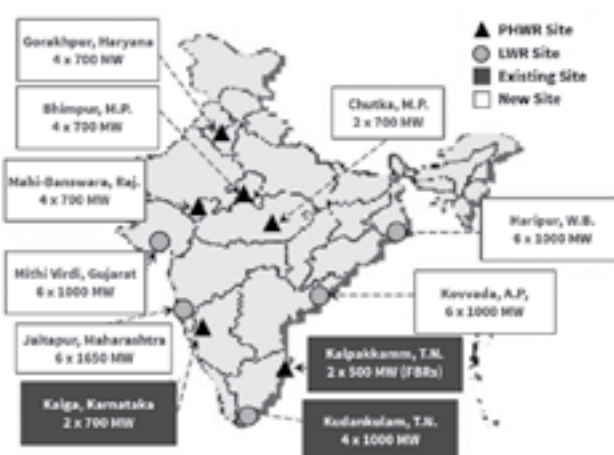 Gorakhpur, Haryana
4 x 700 MW
Bhimpur, M.P.
4 x 700 MW
Mahi-Banswara, Raj.
4 x 700 MW
Mithi Virdi, Gujarat
6 x 1000 MW
Jaitapur, Maharashtra
6 x 1650 MW
Kaiga, Karnataka
2 x 700 MW
Chutka, M.P.
2 x 700 MW
PHWR Site
LWR Site
Existing Site
New Site
Haripur, W.B.
6 x 1000 MW
Kovvada, A.P,
6 x 1000 MW
Kalpakkamm, T.N.
2 x 500 MW (FBRs)
Kudankulam, T.N.
4 x 1000 MW